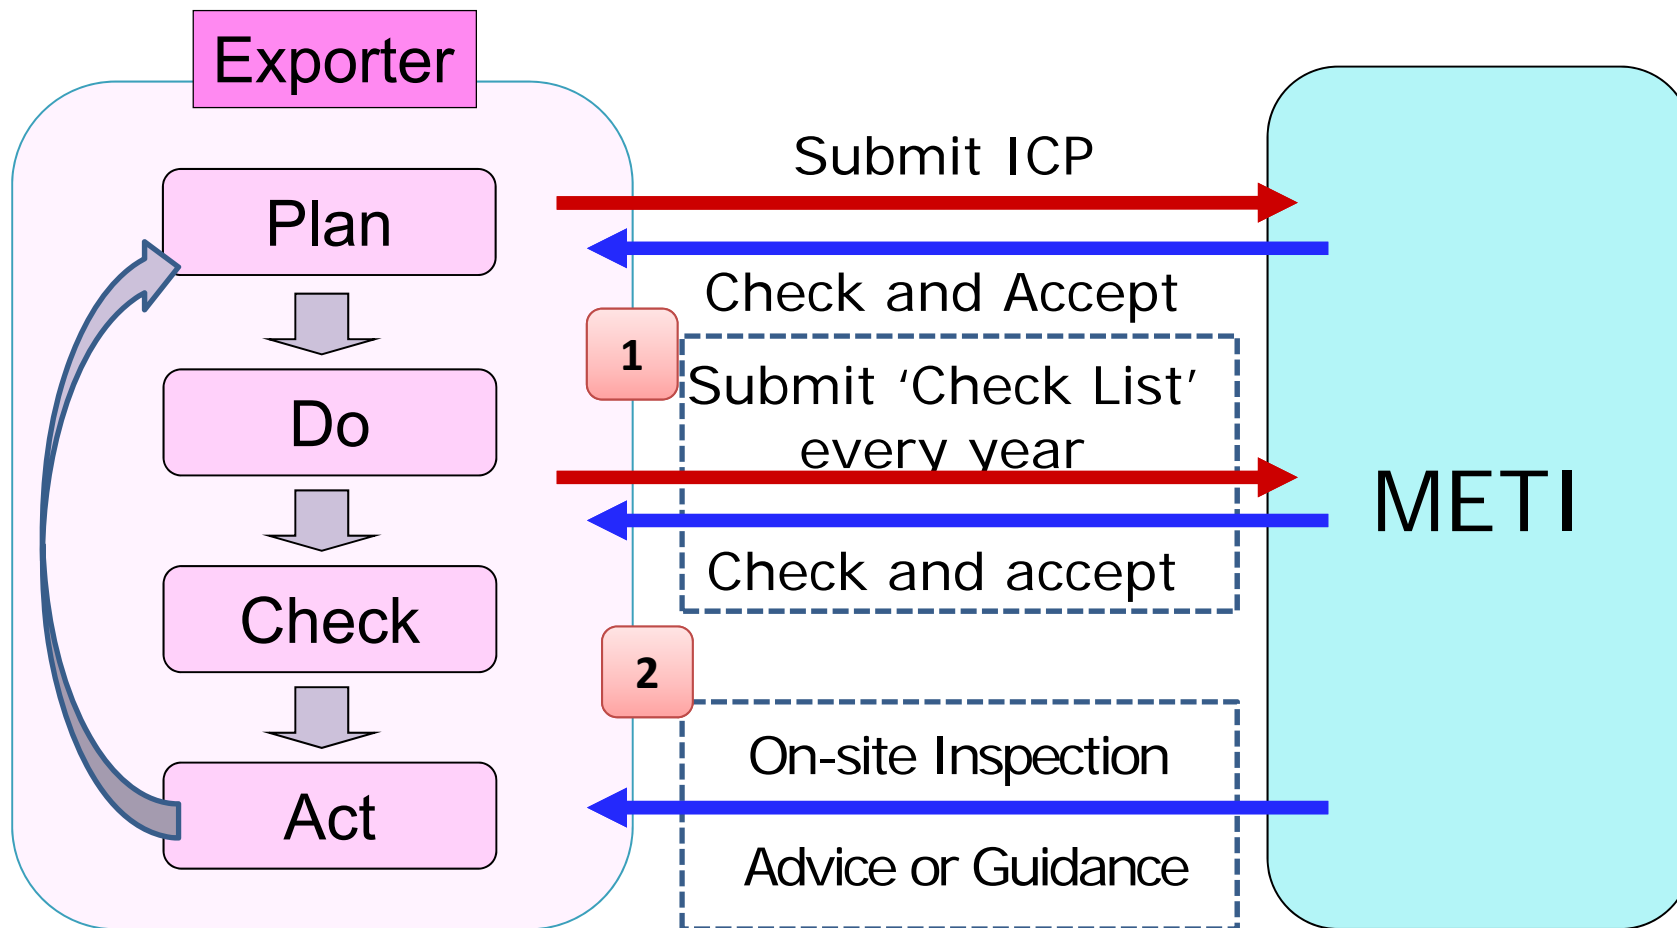 Exporter
Plan
Do
Check
Act
Submit ICP
Check and Accept
1
Submit ‘Check List’
every year
Check and accept
2
On-site Inspection
Advice or Guidance
METI